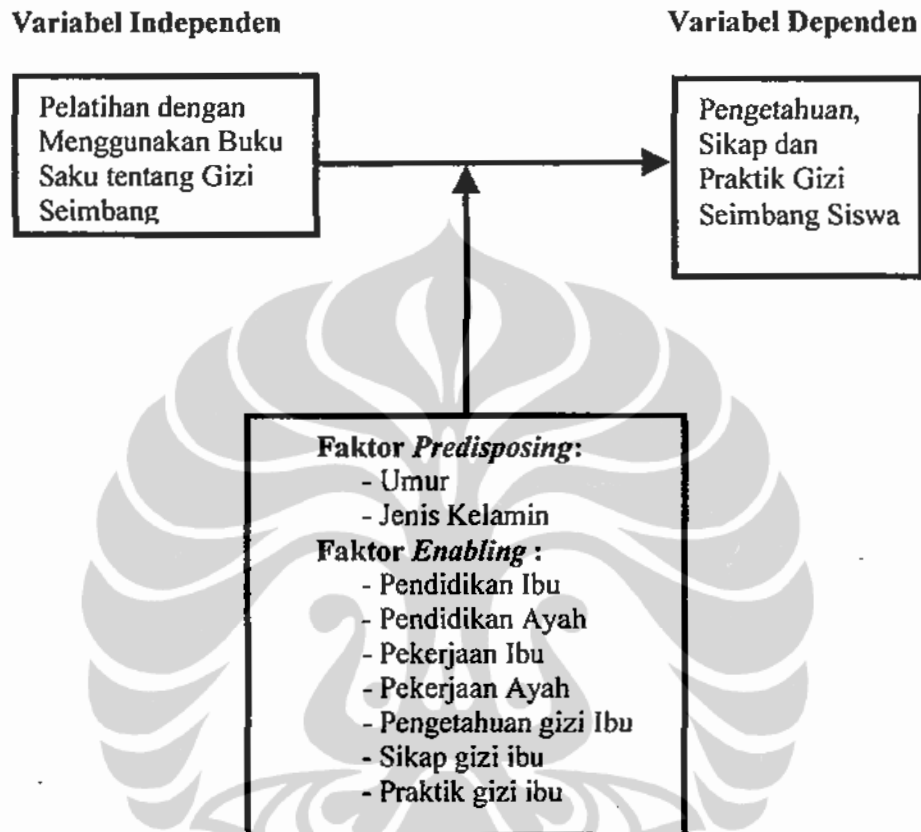 Variabel Independen
Variabel Dependen
Pelatihan dengan
Menggunakan Buku
Saku tentang Gizi
Seimbang
Pengetahuan,
Sikap dan
Praktik Gizi
Seimbang Siswa
Faktor Predisposing:
- Umur
- Jenis Kelamin
Faktor Enabling :
- Pendidikan Ibu
- Pendidikan Ayah
- Pekerjaan Ibu
- Pekerjaan Ayah
- Pengetahuan gizi Ibu
- Sikap gizi ibu
- Praktik gizi ibu